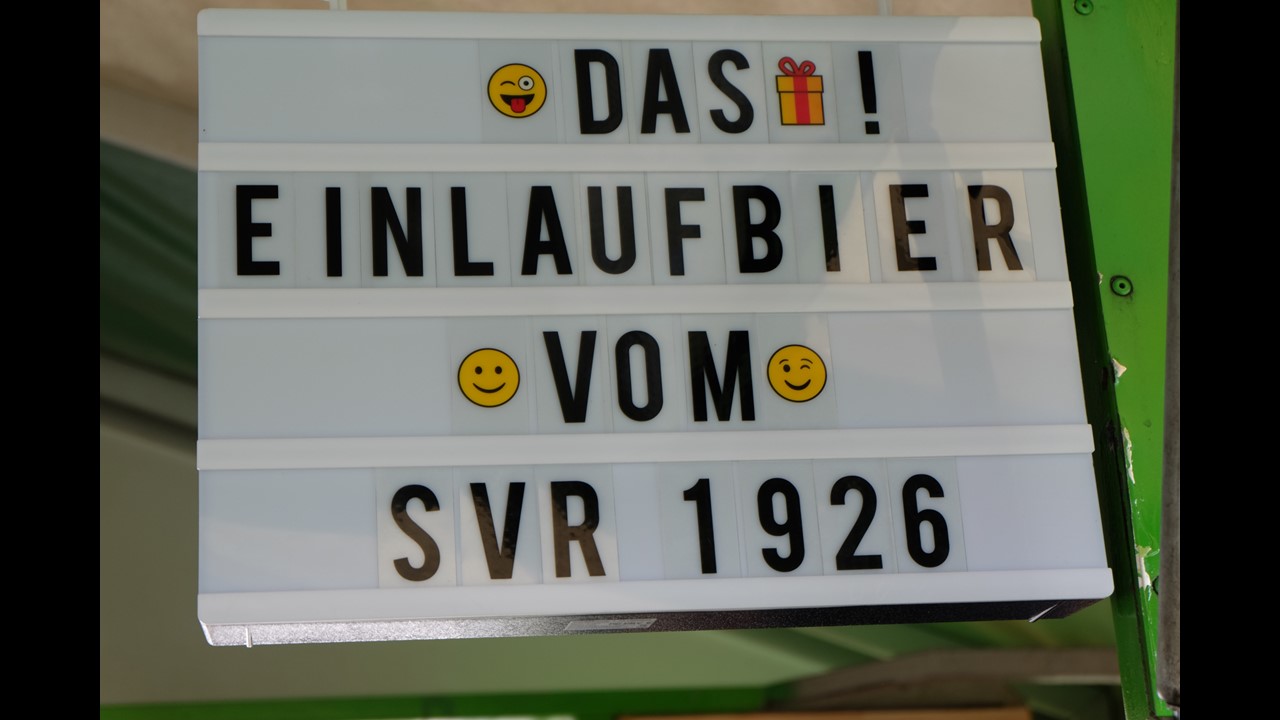 😜 DAS 🎁 !
EINLAUFBIER
🙂 VOM 😉
SVR 1926